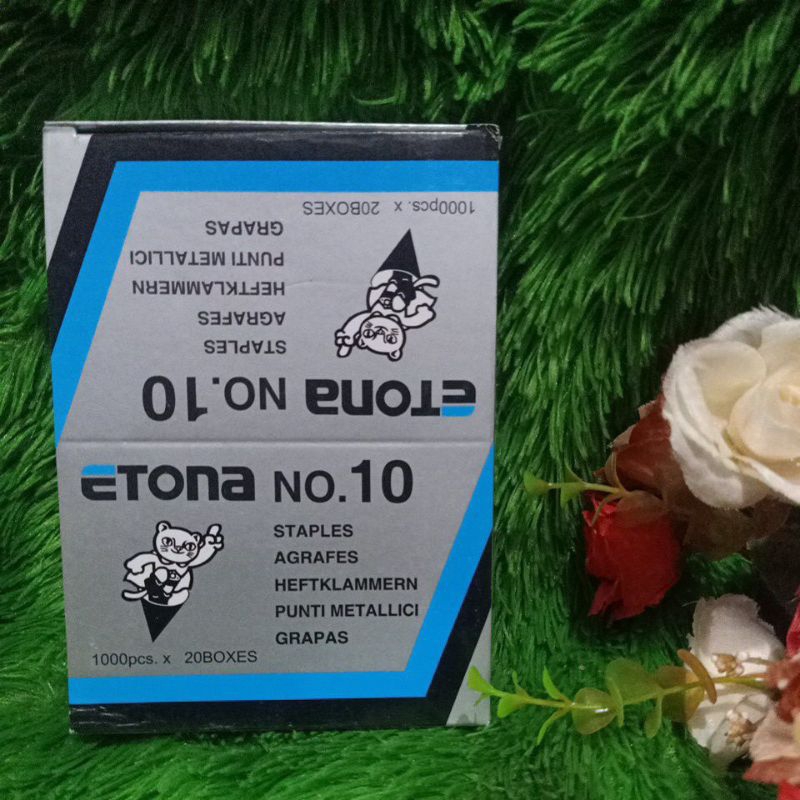 1000pcs. x 20BOXES
GRAPAS
PUNTI METALLICI
HEFTKLAMMERN
AGRAFES
STAPLES
ETONA NO.10
ETONA NO.10
STAPLES
AGRAFES
HEFTKLAMMERN
PUNTI METALLICI
GRAPAS
1000pcs. x 20BOXES